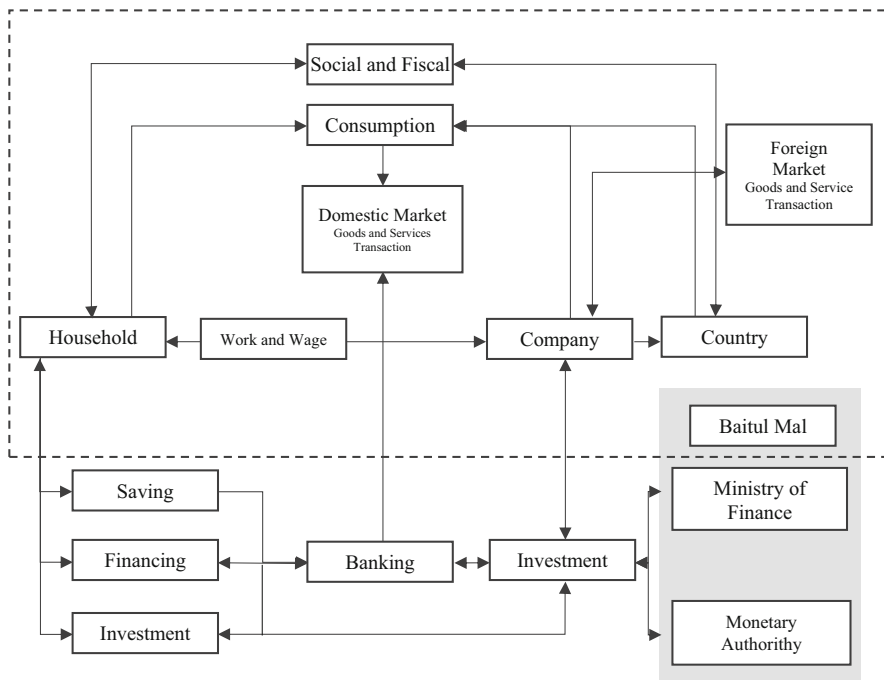 Social and Fiscal
Consumption
Foreign
Market
Goods and Service
Transaction
Domestic Market
Goods and Services
Transaction
Household
Work and Wage
Company
Country
Baitul Mal
Saving
Ministry of
Finance
Financing
Banking
Investment
Investment
Monetary
Authorithy